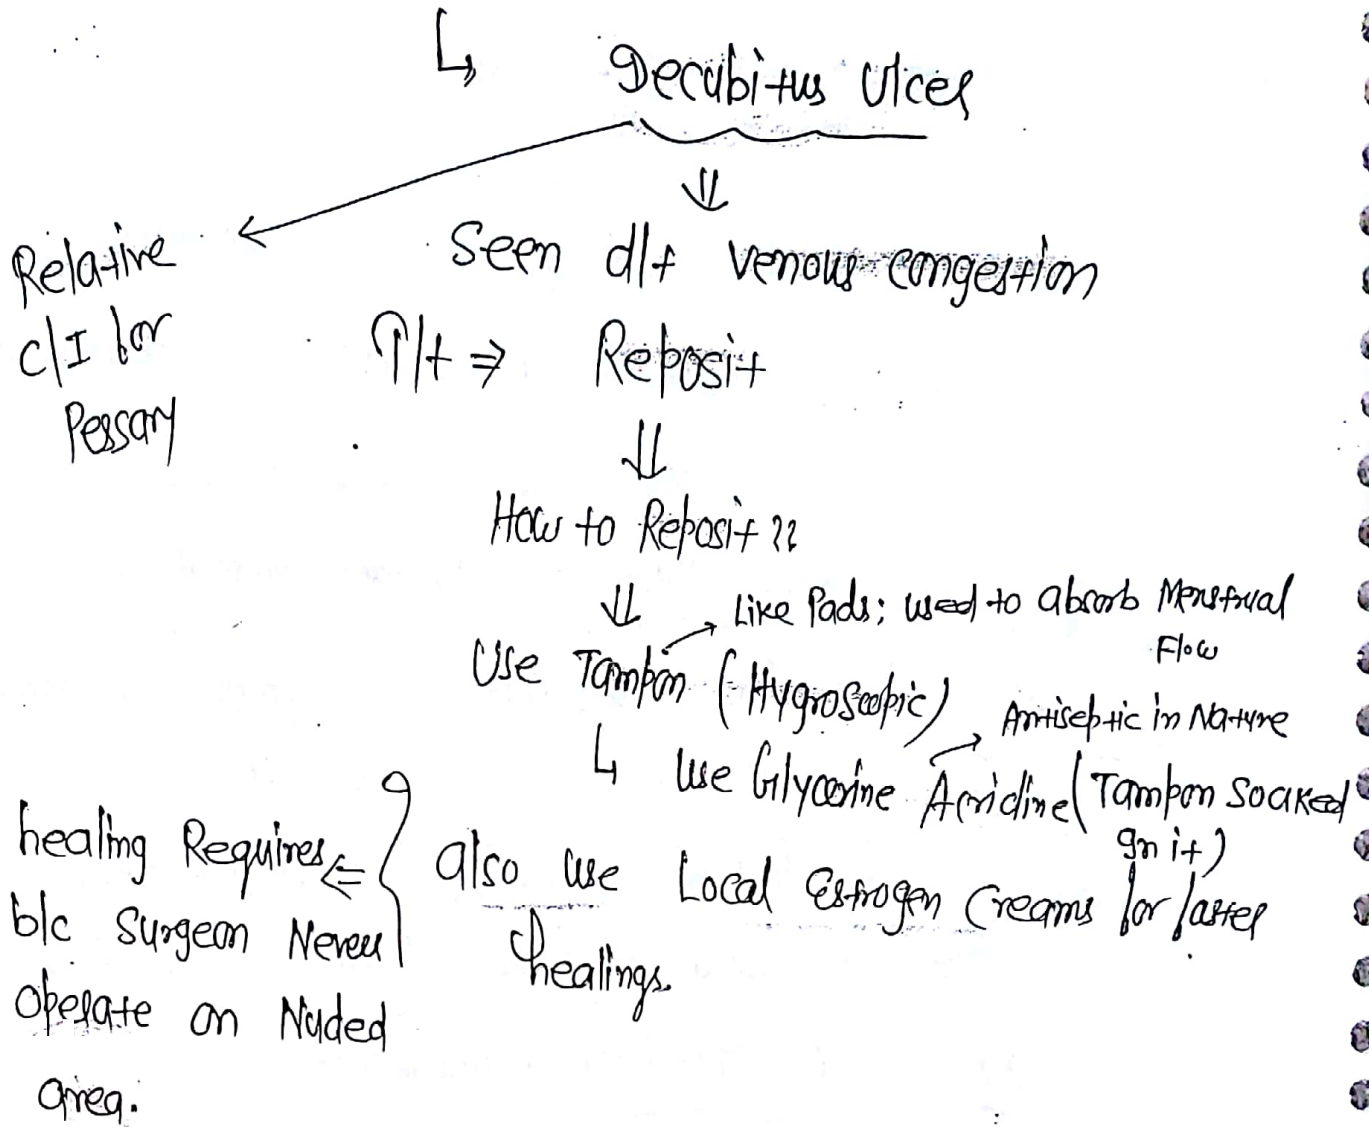 Decubitus Ulcer
Relative
C/I for
Pessary
Seen d/t venous congestion
T/t ⇒ Reposit
How to Reposit ??
Like Pads; used to absorb Menstrual
Flow
Use Tampon (Hygroscopic)
Antiseptic in Nature
Use Glycerine Acridine (Tampon Soaked
In it)
also use Local Estrogen Creams for faster
healings.
healing Requires
b/c Surgeon Never
Operate on Nuded
area.